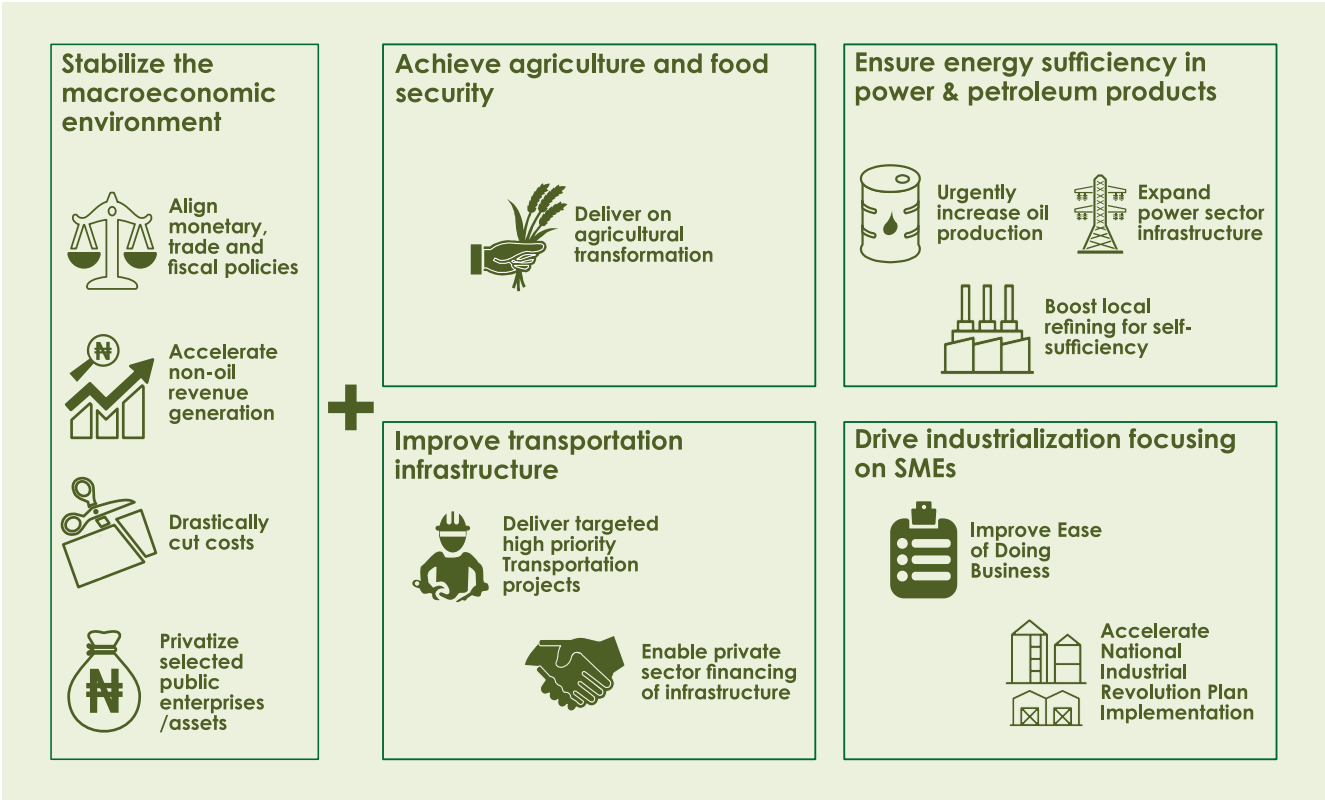 Stabilize the
macroeconomic
environment
Align
monetary,
trade and
fiscal policies
₦
Accelerate
non-oil
revenue
generation
Drastically
cut costs
₦
Privatize
selected
public
enterprises
/assets
+
Achieve agriculture and food
security
Deliver on
agricultural
transformation
Ensure energy sufficiency in
power & petroleum products
Urgently
increase oil
production
Expand
power sector
infrastructure
Boost local
refining for self-
sufficiency
Improve transportation
infrastructure
Deliver targeted
high priority
Transportation
projects
Enable private
sector financing
of infrastructure
Drive industrialization focusing
on SMEs
Improve Ease
of Doing
Business
Accelerate
National
Industrial
Revolution Plan
Implementation